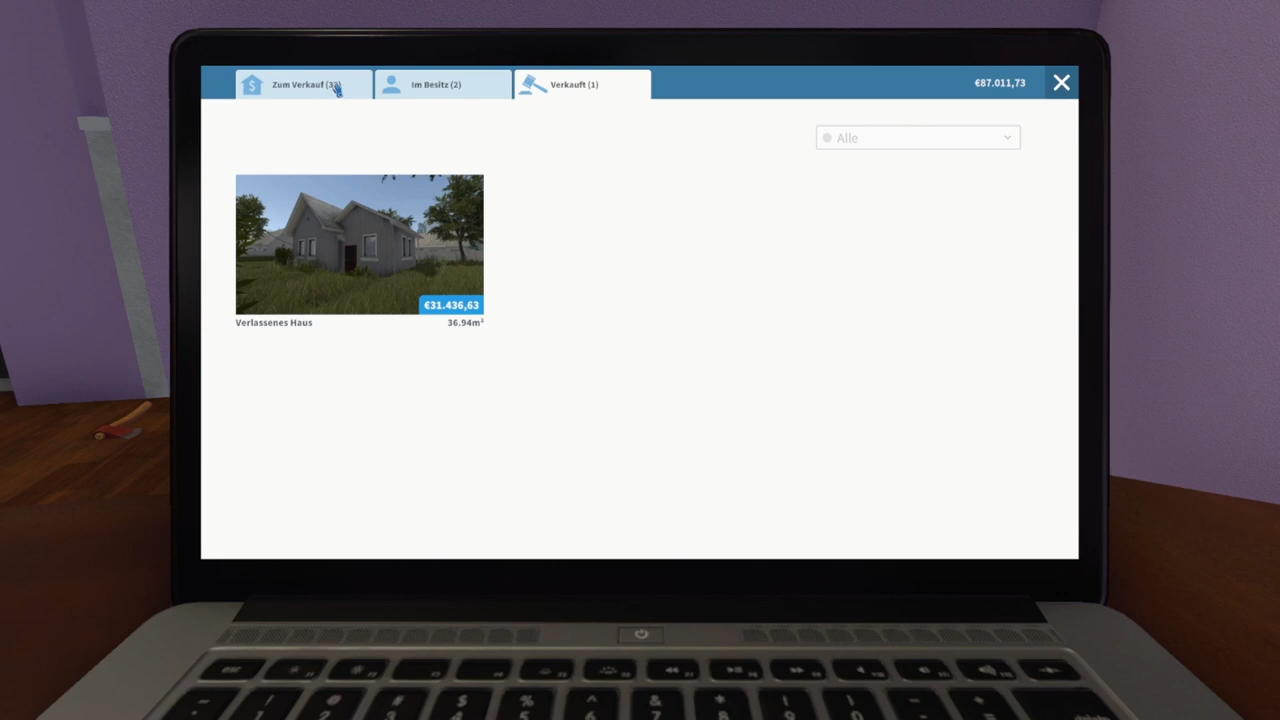 Zum Verkauf (33)
Im Besitz (2)
Verkauft (1)
€87.011,73
Alle
€31.436,63
Verlassenes Haus
36.94m²
esc